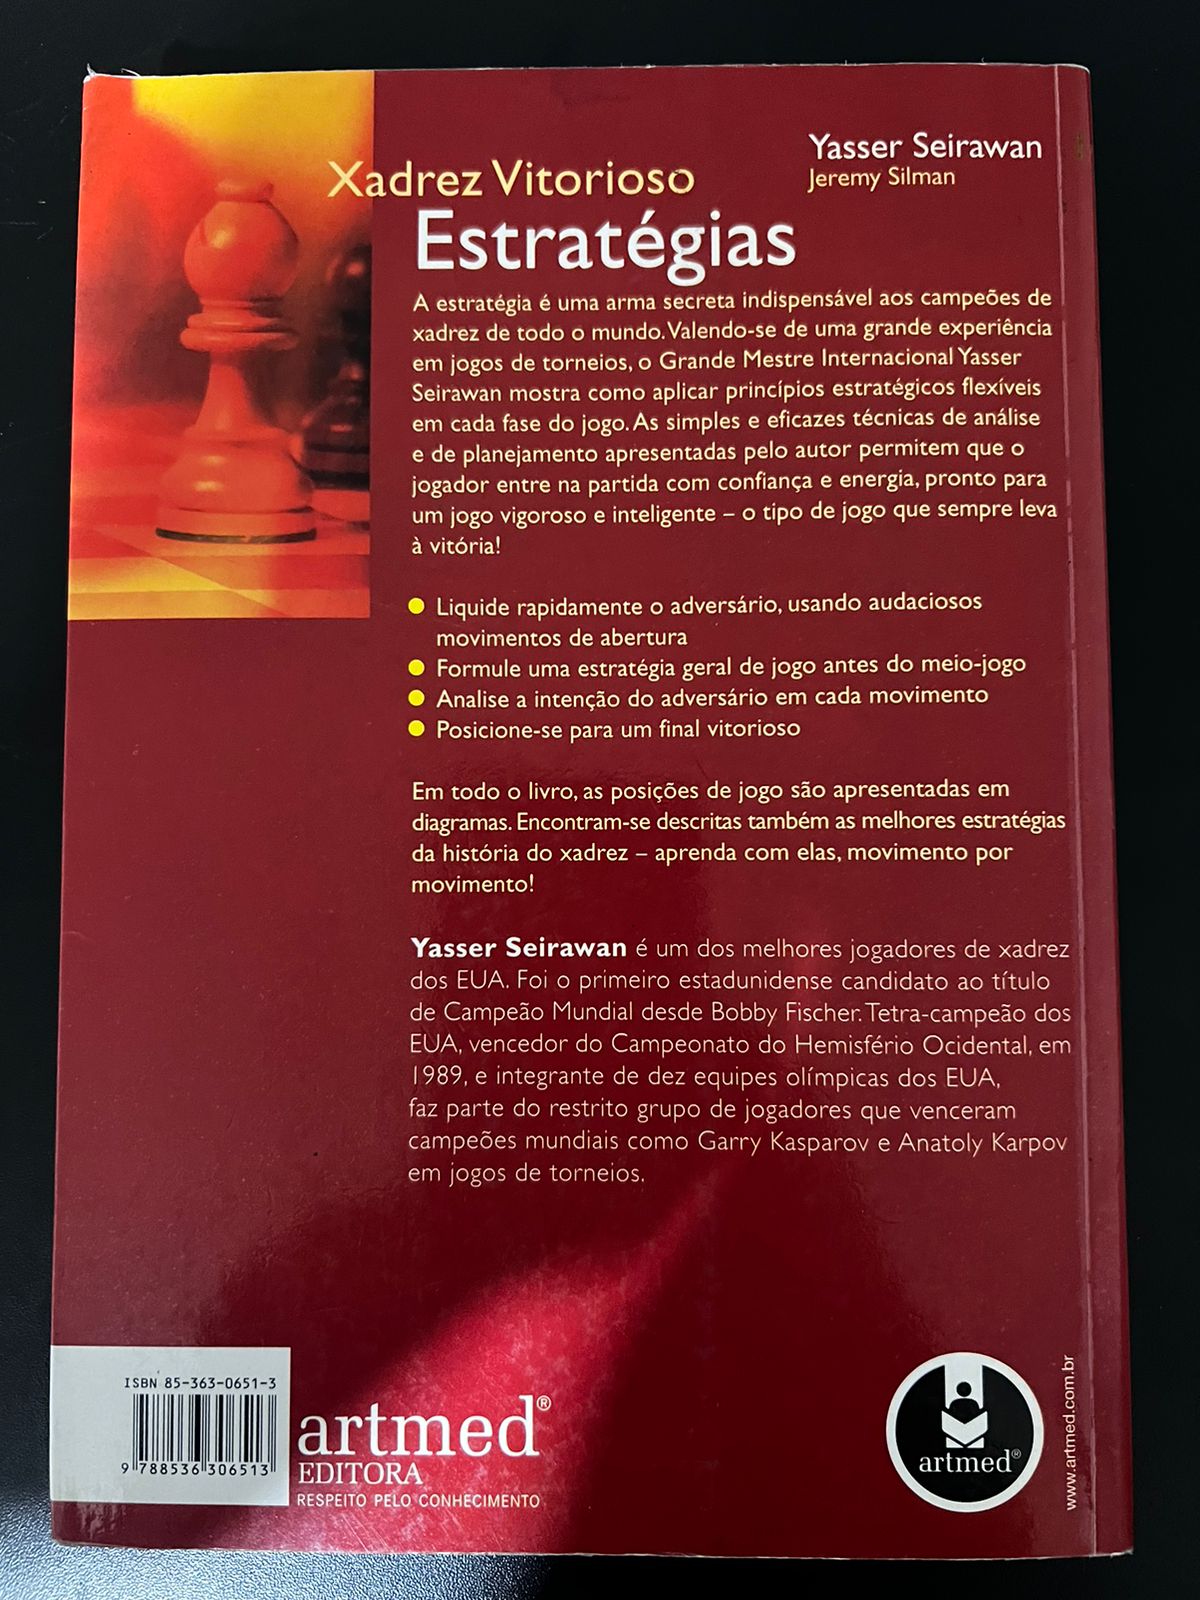 Yasser Seirawan
Jeremy Silman
Xadrez Vitorioso
Estratégias
A estratégia é uma arma secreta indispensável aos campeões de
xadrez de todo o mundo. Valendo-se de uma grande experiência
em jogos de torneios, o Grande Mestre Internacional Yasser
Seirawan mostra como aplicar princípios estratégicos flexíveis
em cada fase do jogo. As simples e eficazes técnicas de análise
e de planejamento apresentadas pelo autor permitem que o
jogador entre na partida com confiança e energia, pronto para
um jogo vigoroso e inteligente – o tipo de jogo que sempre leva
à vitória!
Liquide rapidamente o adversário, usando audaciosos
movimentos de abertura
Formule uma estratégia geral de jogo antes do meio-jogo
Analise a intenção do adversário em cada movimento
Posicione-se para um final vitorioso
Em todo o livro, as posições de jogo são apresentadas em
diagramas. Encontram-se descritas também as melhores estratégias
da história do xadrez – aprenda com elas, movimento por
movimento!
Yasser Seirawan é um dos melhores jogadores de xadrez
dos EUA. Foi o primeiro estadunidense candidato ao título
de Campeão Mundial desde Bobby Fischer. Tetra-campeão dos
EUA, vencedor do Campeonato do Hemisfério Ocidental, em
1989, e integrante de dez equipes olímpicas dos EUA,
faz parte do restrito grupo de jogadores que venceram
campeões mundiais como Garry Kasparov e Anatoly Karpov
em jogos de torneios.
ISBN 85-363-0651-3
9 788536 306513
artmed®
EDITORA
RESPEITO PELO CONHECIMENTO
artmed®
www.artmed.com.br